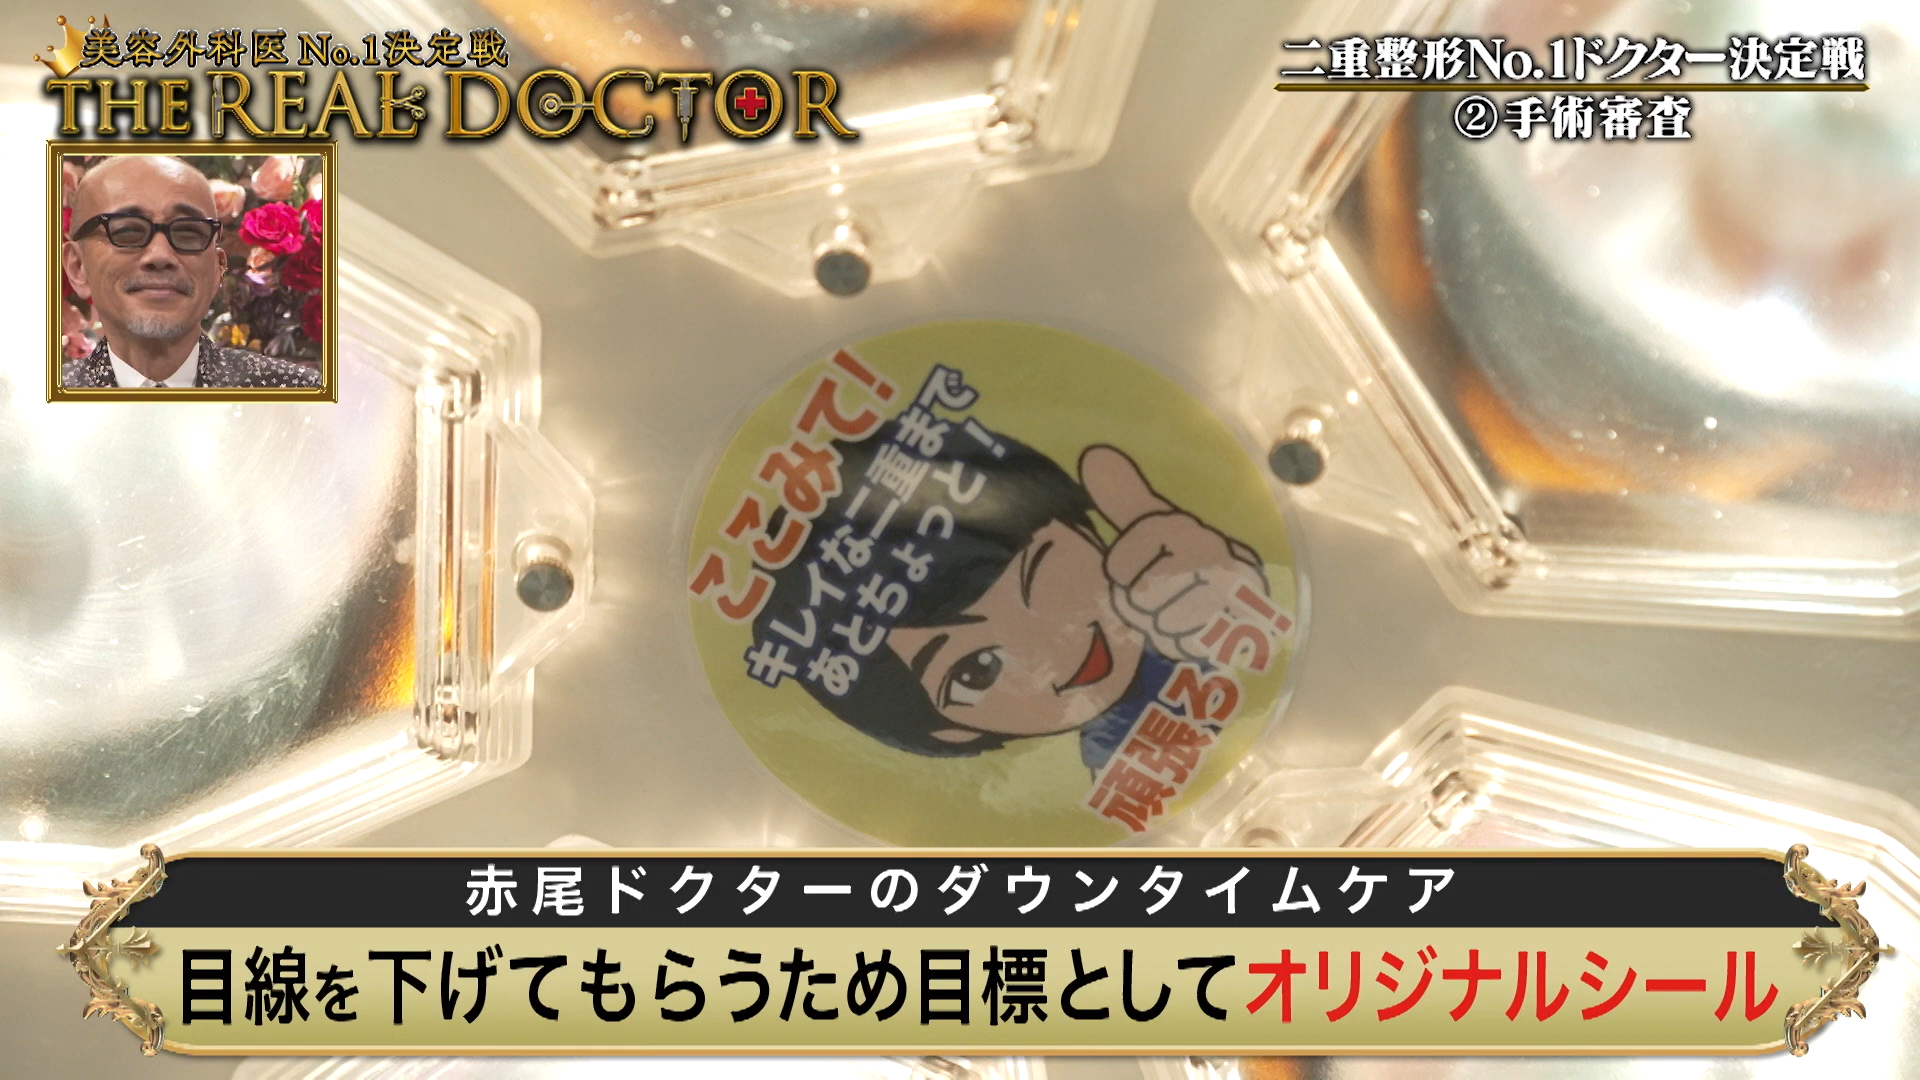 美容外科医No.1決定戦
THE REAL DOCTOR
二重整形No.1ドクター決定戦
②手術審査
ここみて!
キレイな二重まで
あとちょっと!
頑張ろう!
赤尾ドクターのダウンタイムケア
目線を下げてもらうため目標としてオリジナルシール